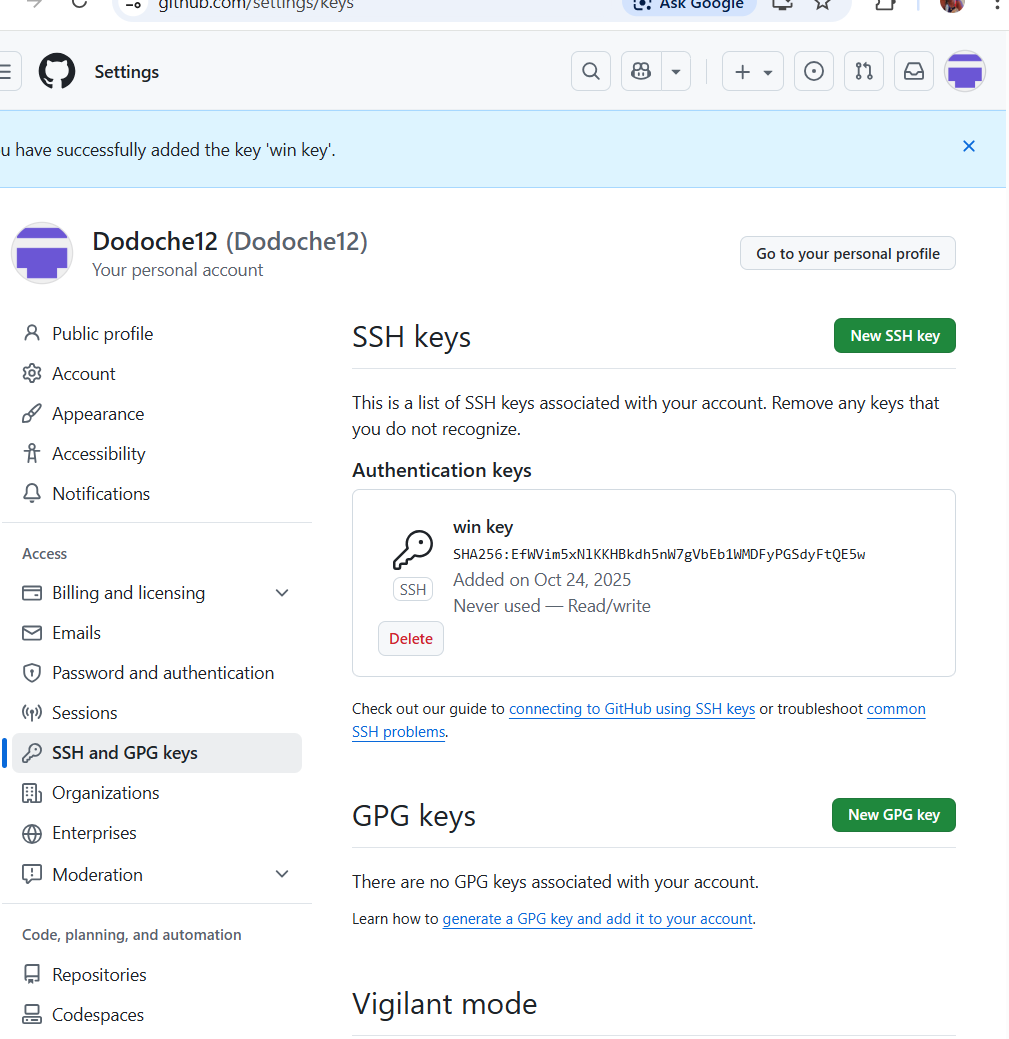 github.com/settings/keys
Ask Google
Settings
u have successfully added the key 'win key'.
Dodoche12 (Dodoche12)
Your personal account
Go to your personal profile
Public profile
Account
Appearance
Accessibility
Notifications
Access
Billing and licensing
Emails
Password and authentication
Sessions
SSH and GPG keys
Organizations
Enterprises
Moderation
Code, planning, and automation
Repositories
Codespaces
SSH keys
New SSH key
This is a list of SSH keys associated with your account. Remove any keys that
you do not recognize.
Authentication keys
win key
SHA256:EfWVim5xNlKKHBkdh5nW7gVbEb1WMDFyPGSdyFtQE5w
Added on Oct 24, 2025
Never used — Read/write
SSH
Delete
Check out our guide to connecting to GitHub using SSH keys or troubleshoot common
SSH problems.
GPG keys
New GPG key
There are no GPG keys associated with your account.
Learn how to generate a GPG key and add it to your account.
Vigilant mode